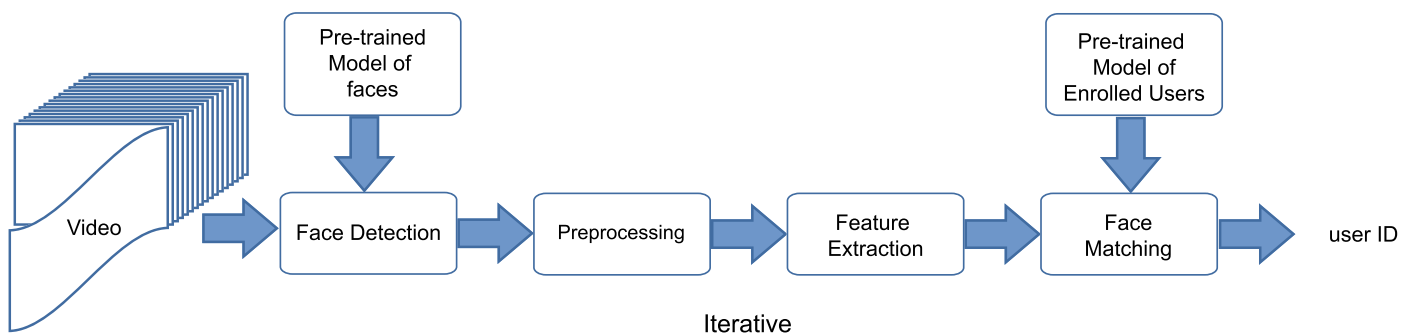 Pre-trained
Model of
faces
Pre-trained
Model of
Enrolled Users
Video
Face Detection
Preprocessing
Feature
Extraction
Face
Matching
user ID
Iterative